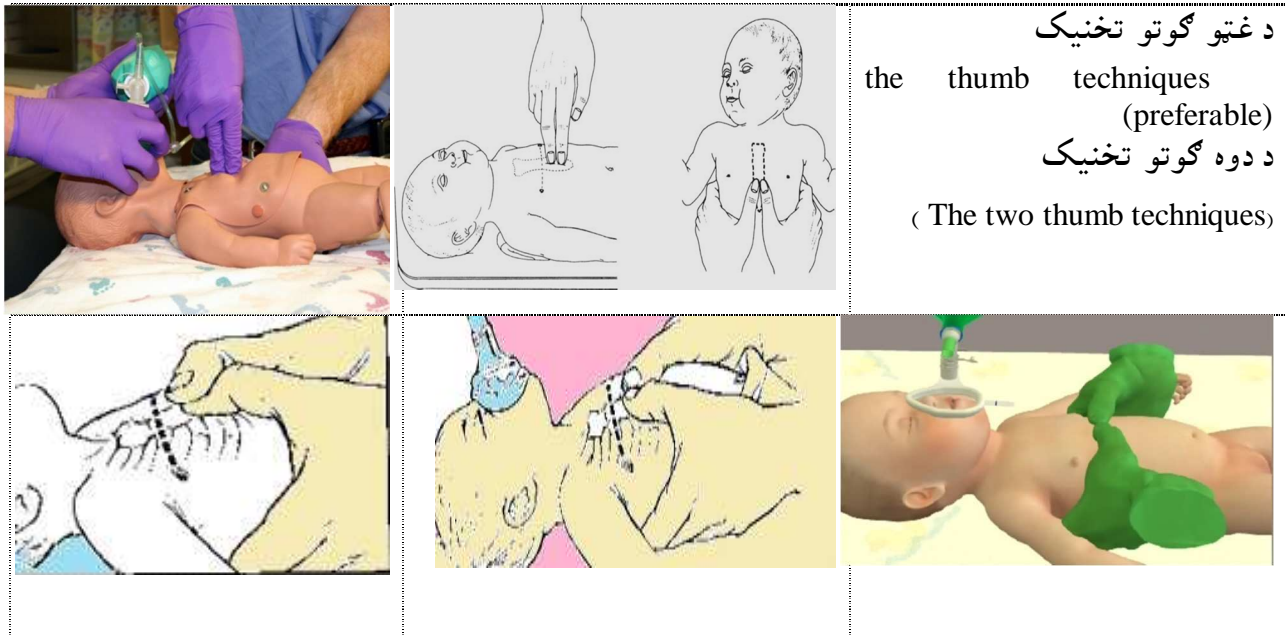 د غټو ګوتو تخنیک
the thumb techniques
(preferable)
د دوه ګوتو تخنیک
( The two thumb techniques)